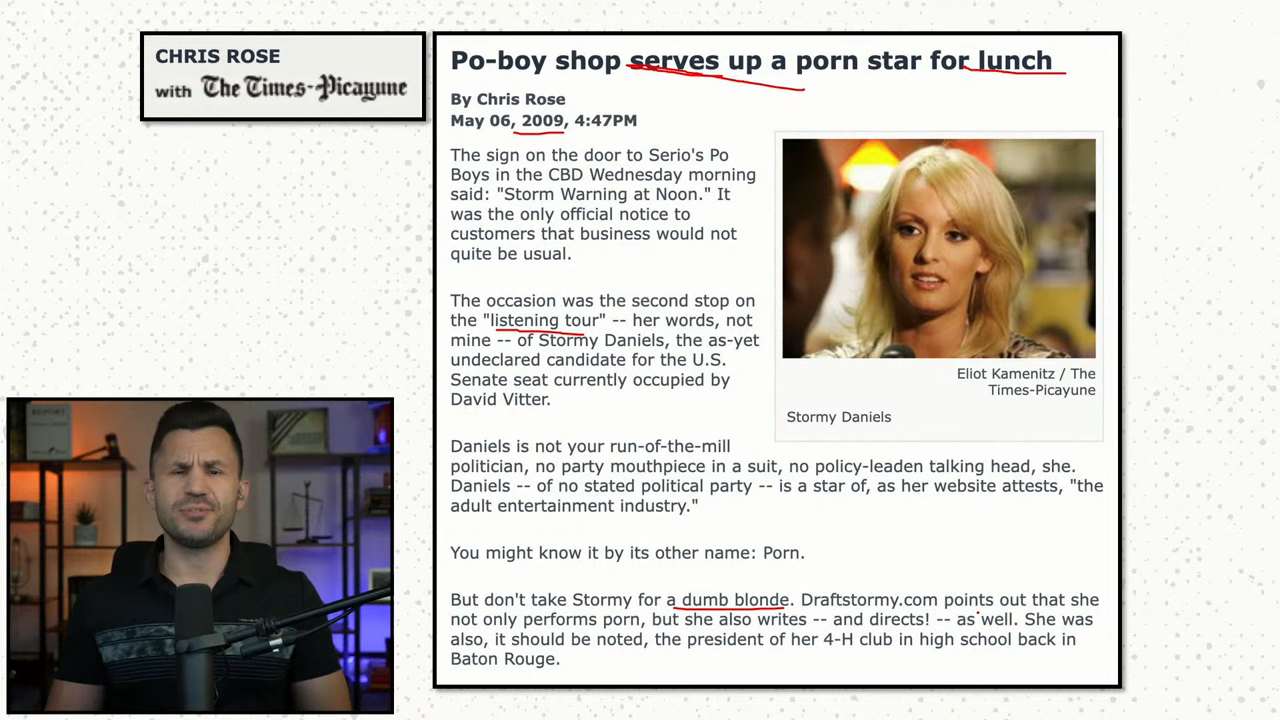 CHRIS ROSE
with The Times-Picayune
Po-boy shop serves up a porn star for lunch
By Chris Rose
May 06, 2009, 4:47PM
The sign on the door to Serio's Po
Boys in the CBD Wednesday morning
said: "Storm Warning at Noon." It
was the only official notice to
customers that business would not
quite be usual.
The occasion was the second stop on
the "listening tour" -- her words, not
mine -- of Stormy Daniels, the as-yet
undeclared candidate for the U.S.
Senate seat currently occupied by
David Vitter.
Eliot Kamenitz / The
Times-Picayune
Stormy Daniels
Daniels is not your run-of-the-mill
politician, no party mouthpiece in a suit, no policy-leaden talking head, she.
Daniels -- of no stated political party -- is a star of, as her website attests, "the
adult entertainment industry."
You might know it by its other name: Porn.
But don't take Stormy for a dumb blonde. Draftstormy.com points out that she
not only performs porn, but she also writes -- and directs! -- as well. She was
also, it should be noted, the president of her 4-H club in high school back in
Baton Rouge.